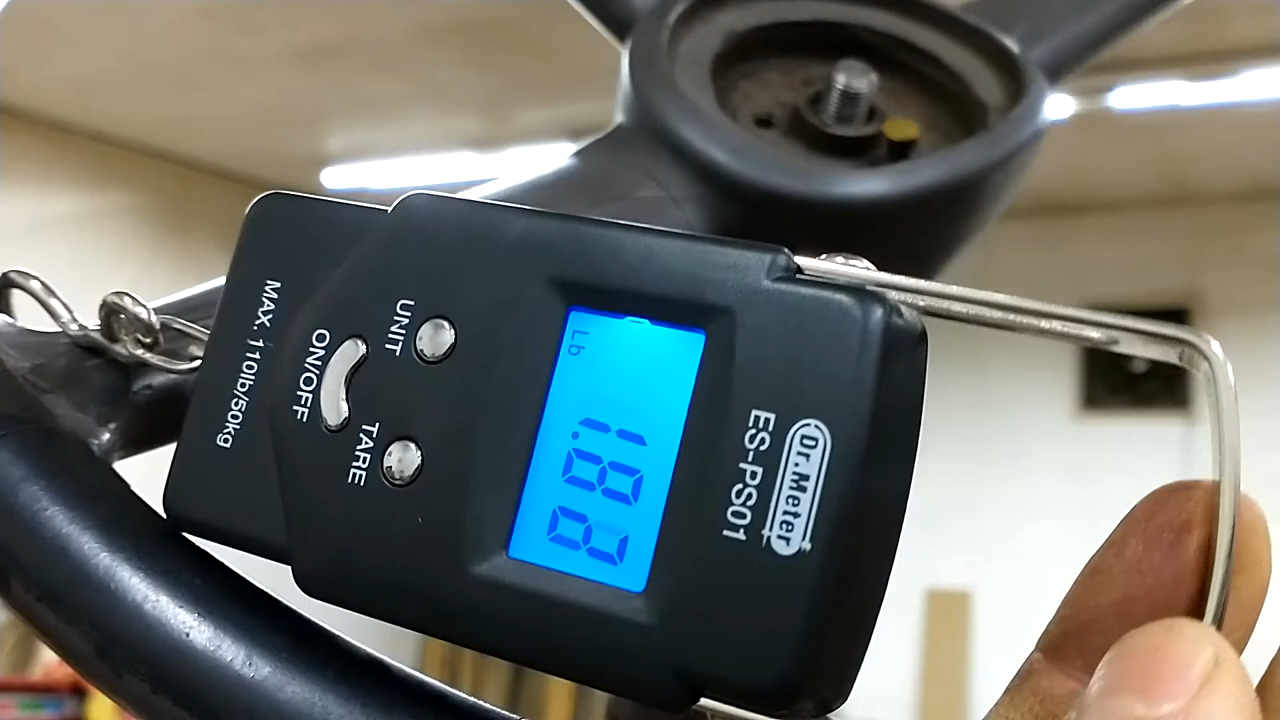 Dr.Meter
ES-PS01
Lb
1.88
UNIT
TARE
ON/OFF
MAX. 110lb/50kg